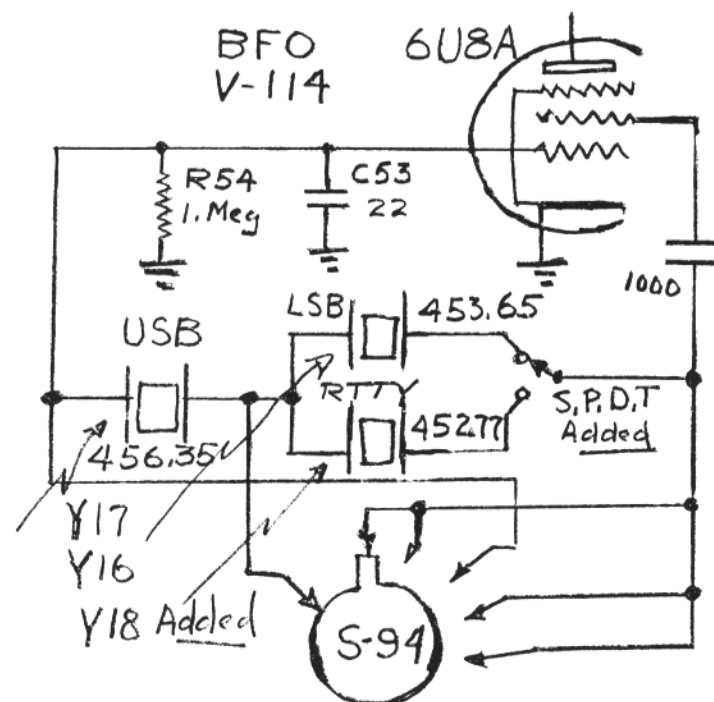 BFO
V-114
6U8A
R54
1. Meg
C53
22
1000
USB
LSB
453.65
RTTY
S.P.D.T
Added
456.35
452.77
Y17
Y16
Y18 Added
S-94